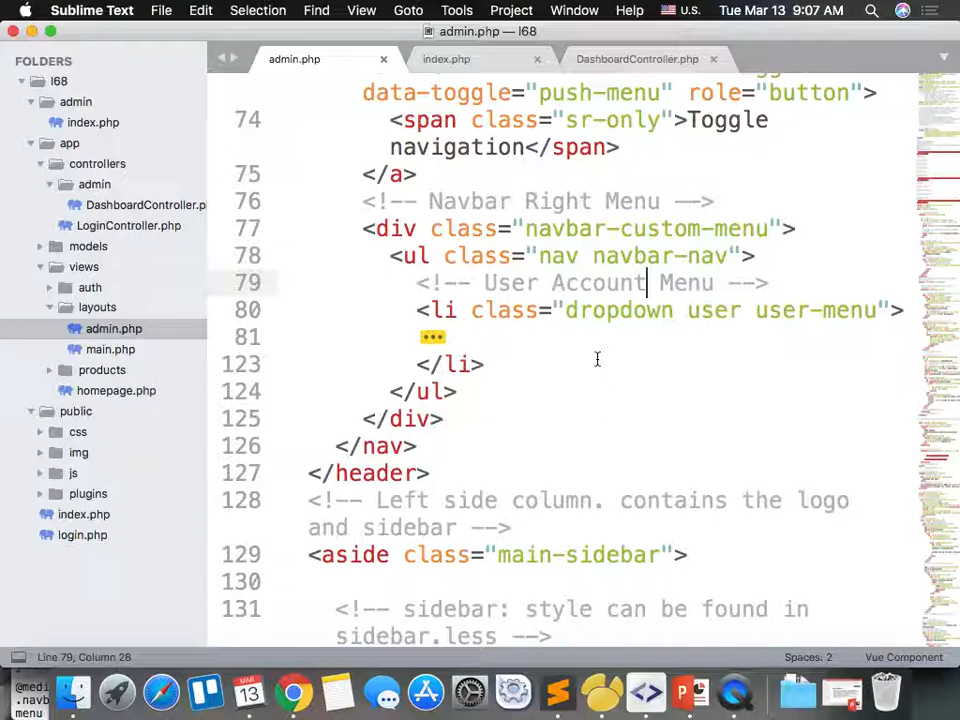 Sublime Text File Edit Selection Find View Goto Tools Project Window Help U.S. Tue Mar 13 9:07 AM
admin.php — l68
FOLDERS
l68
admin
index.php
app
controllers
admin
DashboardController.p
LoginController.php
models
views
auth
layouts
admin.php
main.php
products
homepage.php
public
css
img
js
plugins
index.php
login.php
admin.php × index.php × DashboardController.php ×
data-toggle="push-menu" role="button">
74 <span class="sr-only">Toggle
navigation</span>
75 </a>
76 <!-- Navbar Right Menu -->
77 <div class="navbar-custom-menu">
78 <ul class="nav navbar-nav">
79 <!-- User Account Menu -->
80 <li class="dropdown user user-menu">
81
123 </li>
124 </ul>
125 </div>
126 </nav>
127 </header>
128 <!-- Left side column. contains the logo
and sidebar -->
129 <aside class="main-sidebar">
130
131 <!-- sidebar: style can be found in
sidebar.less -->
Line 79, Column 28 Spaces: 2 Vue Component
@medi
.navb
menu
MAR
13